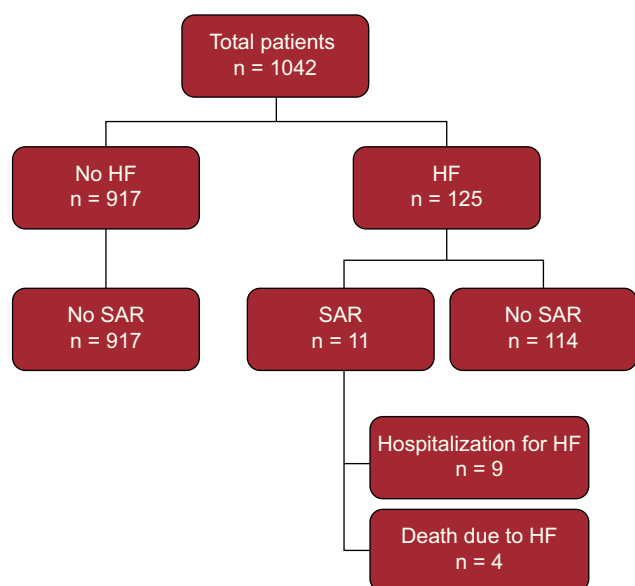 Total patients
n = 1042
No HF
n = 917
HF
n = 125
No SAR
n = 917
SAR
n = 11
No SAR
n = 114
Hospitalization for HF
n = 9
Death due to HF
n = 4